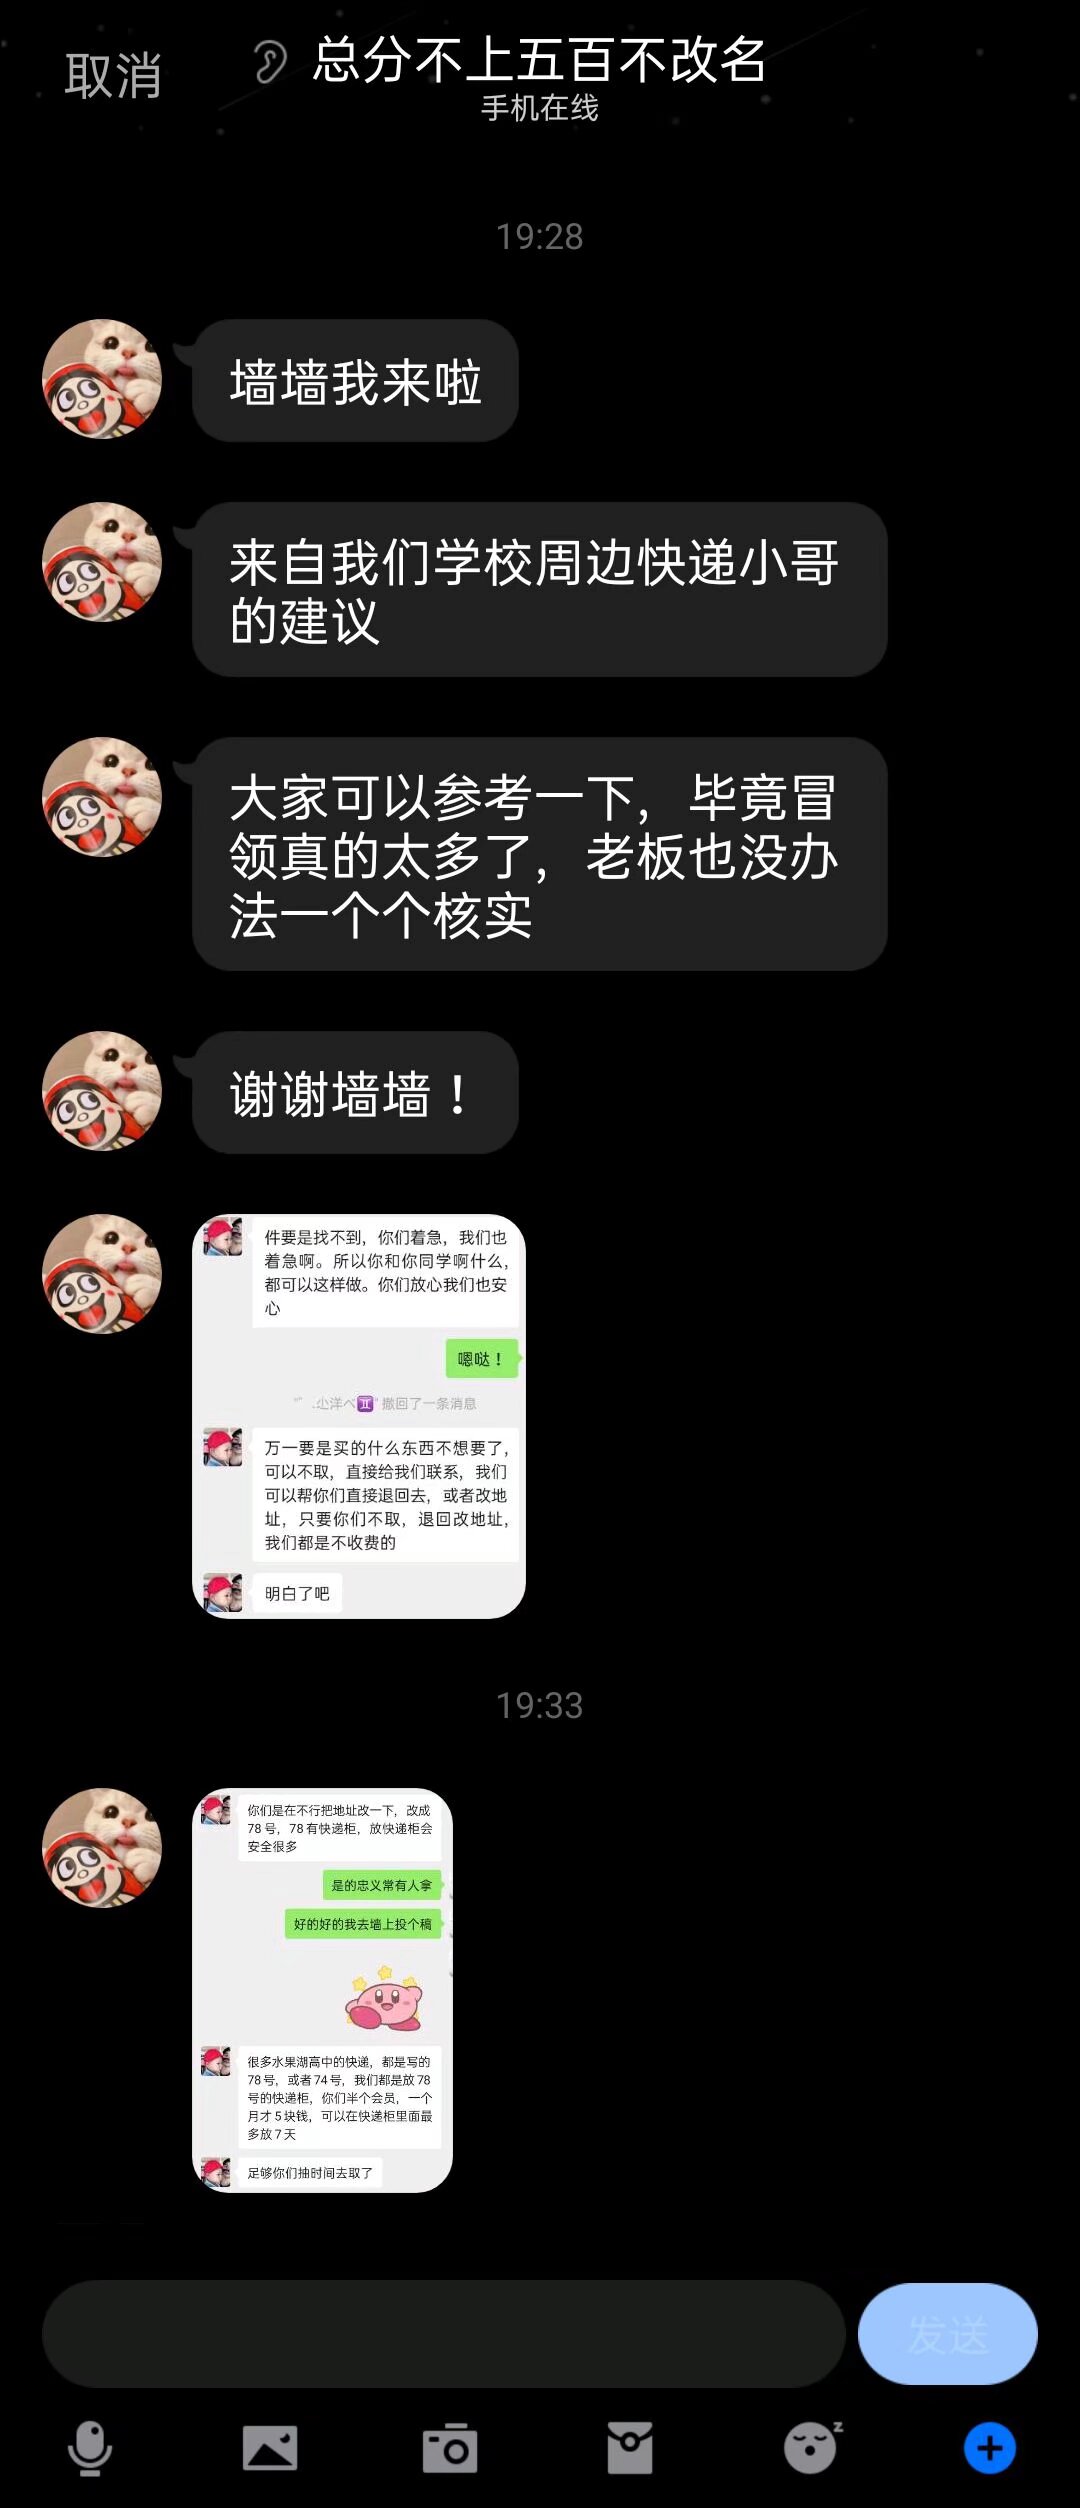 取消
总分不上五百不改名
手机在线
19:28
墙墙我来啦
来自我们学校周边快递小哥
的建议
大家可以参考一下，毕竟冒
领真的太多了，老板也没办
法一个个核实
谢谢墙墙！
件要是找不到，你们着急，我们也
着急啊。所以你和你同学啊什么，
都可以这样做。你们放心我们也安
心
嗯哒！
撤回了一条消息
万一要是买的什么东西不想要了，
可以不取，直接给我们联系，我们
可以帮你们直接退回去，或者改地
址，只要你们不取，退回改地址，
我们都是不收费的
明白了吧
19:33
你们是在不行把地址改一下，改成
78号，78有快递柜，放快递柜会
安全很多
是的忠义常有人拿
好的好的我去墙上投个稿
很多水果湖高中的快递，都是写的
78号，或者74号，我们都是放78
号的快递柜，你们半个会员，一个
月才5块钱，可以在快递柜里面最
多放7天
足够你们抽时间去取了
发送